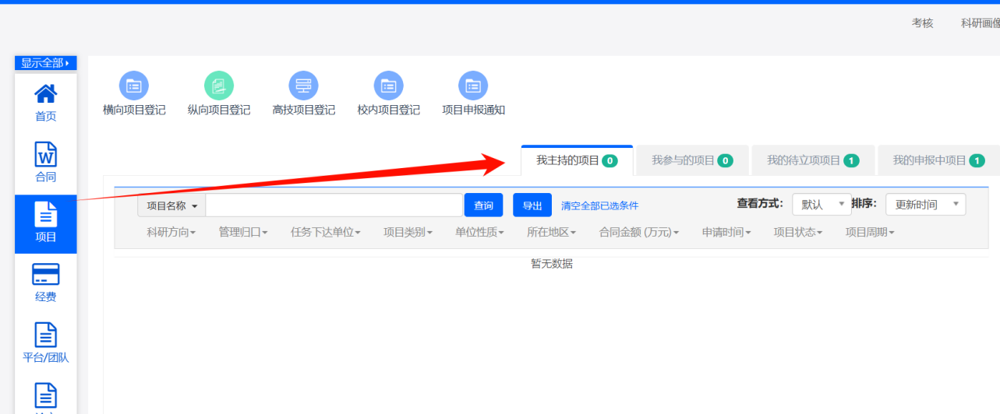 考核 科研画像
显示全部
首页
合同
项目
经费
平台/团队
横向项目登记 纵向项目登记 高技项目登记 校内项目登记 项目申报通知
我主持的项目 0 我参与的项目 0 我的待立项项目 1 我的申报中项目 1
项目名称 查询 导出 清空全部已选条件 查看方式: 默认 排序: 更新时间
科研方向 管理归口 任务下达单位 项目类别 单位性质 所在地区 合同金额 (万元) 申请时间 项目状态 项目周期
暂无数据